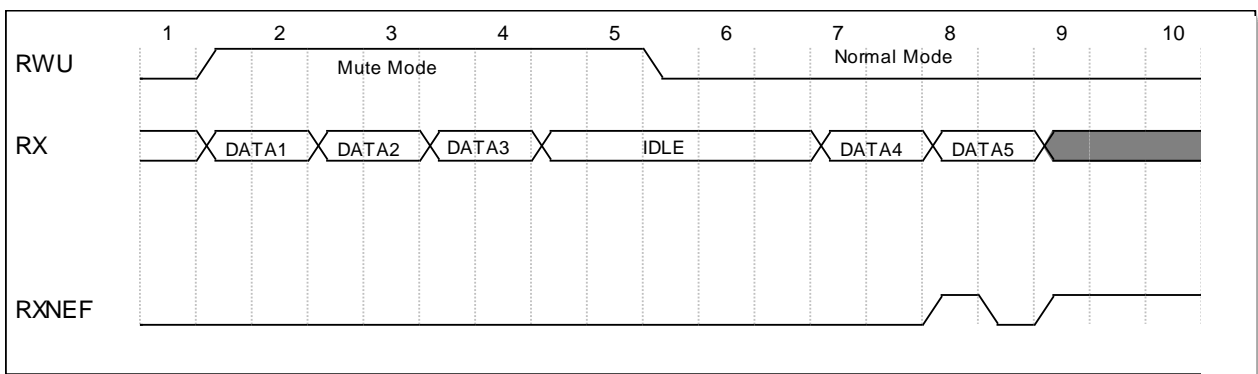 1 2 3 4 5 6 7 8 9 10
RWU Mute Mode Normal Mode
RX DATA1 DATA2 DATA3 IDLE DATA4 DATA5
RXNEF